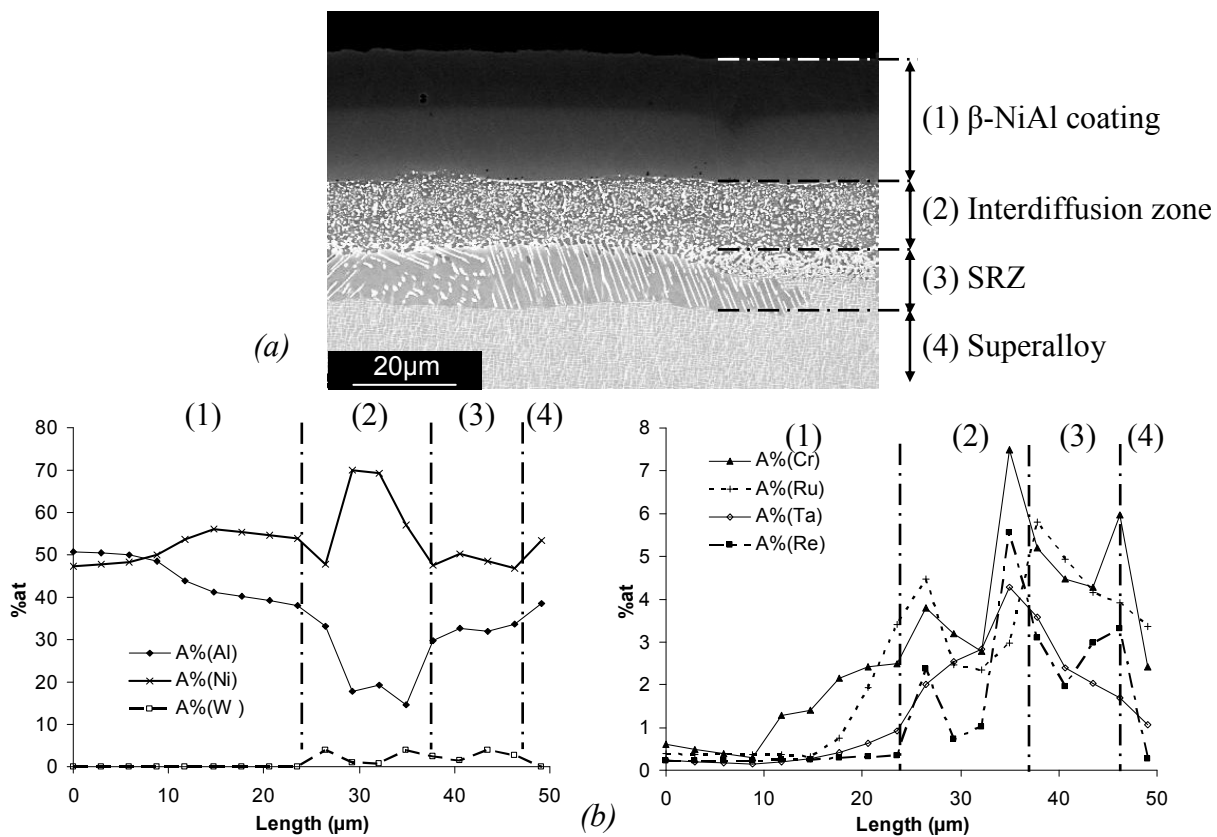 (1) β-NiAl coating
(2) Interdiffusion zone
(3) SRZ
(4) Superalloy
(a)
20µm
(1) (2) (3) (4)
80
70
60
50
40
30
20
10
0
%at
A%(Al)
A%(Ni)
A%(W )
0 10 20 30 40 50
Length (µm)
(b)
(1) (2) (3) (4)
8
7
6
5
4
3
2
1
0
%at
A%(Cr)
A%(Ru)
A%(Ta)
A%(Re)
0 10 20 30 40 50
Length (µm)